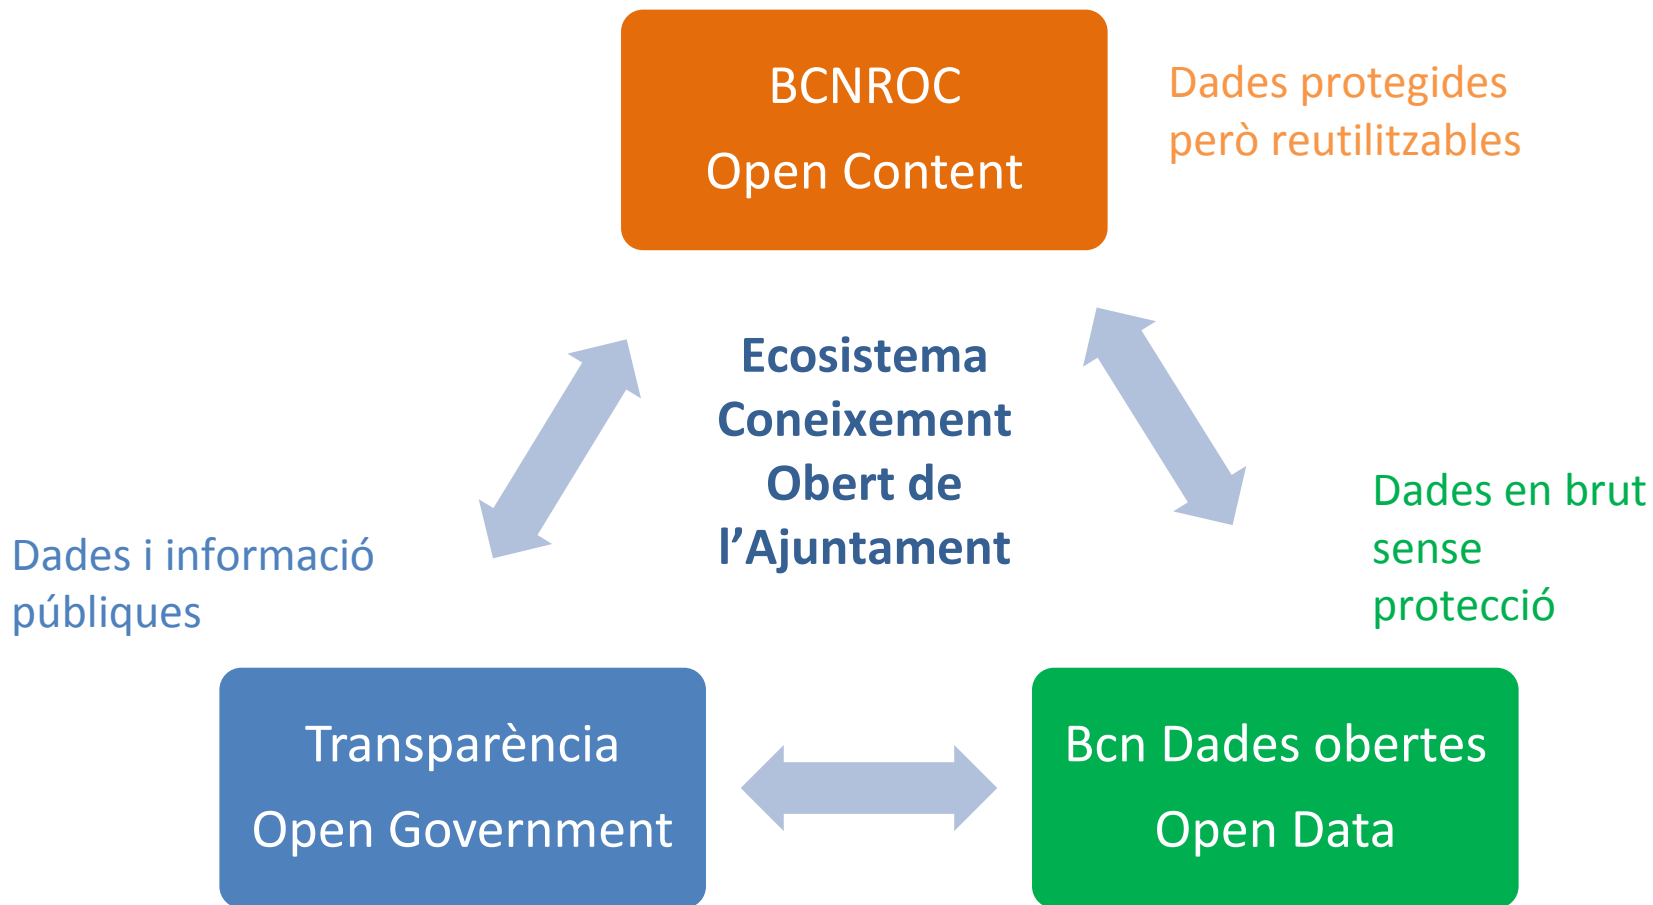 BCNROC
Open Content
Dades protegides
però reutilitzables
Ecosistema
Coneixement
Obert de
l’Ajuntament
Dades i informació
públiques
Dades en brut
sense
protecció
Transparència
Open Government
Bcn Dades obertes
Open Data